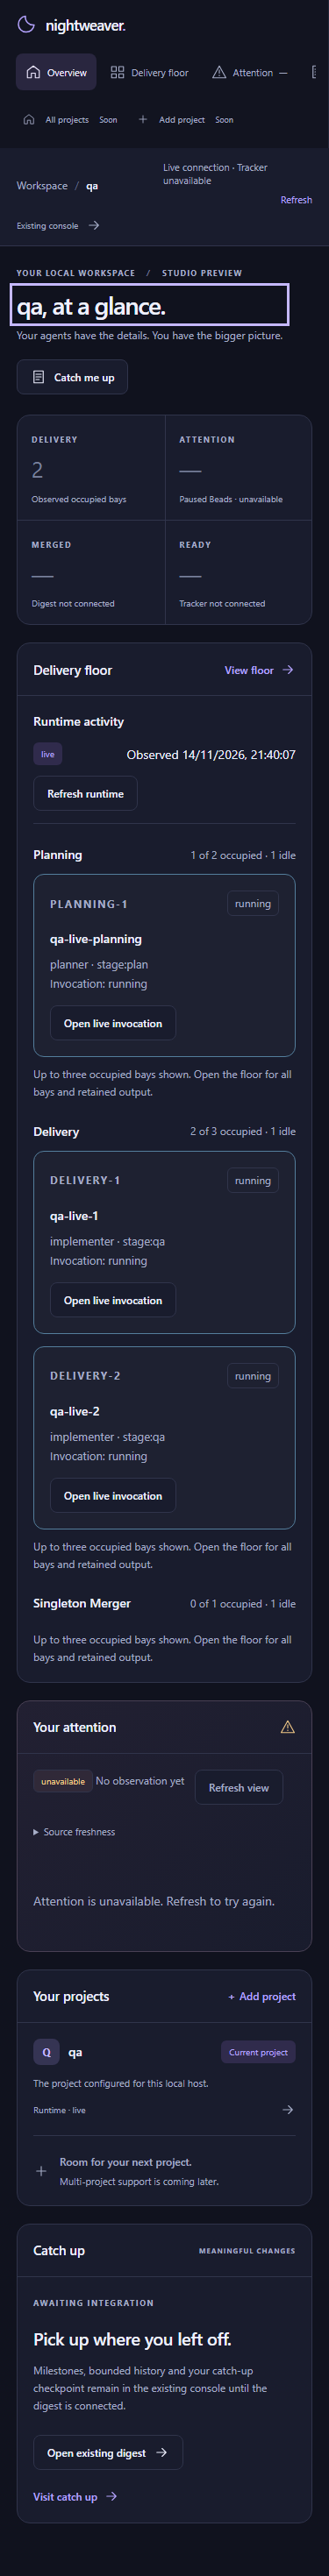 nightweaver.
Overview
Delivery floor
Attention —
All projects Soon
Add project Soon
Workspace / qa
Live connection · Tracker
unavailable
Refresh
Existing console
YOUR LOCAL WORKSPACE / STUDIO PREVIEW
qa, at a glance.
Your agents have the details. You have the bigger picture.
Catch me up
DELIVERY
2
Observed occupied bays
ATTENTION
—
Paused Beads · unavailable
MERGED
—
Digest not connected
READY
—
Tracker not connected
Delivery floor
View floor
Runtime activity
live
Observed 14/11/2026, 21:40:07
Refresh runtime
Planning
1 of 2 occupied · 1 idle
PLANNING-1
running
qa-live-planning
planner · stage:plan
Invocation: running
Open live invocation
Up to three occupied bays shown. Open the floor for all
bays and retained output.
Delivery
2 of 3 occupied · 1 idle
DELIVERY-1
running
qa-live-1
implementer · stage:qa
Invocation: running
Open live invocation
DELIVERY-2
running
qa-live-2
implementer · stage:qa
Invocation: running
Open live invocation
Up to three occupied bays shown. Open the floor for all
bays and retained output.
Singleton Merger
0 of 1 occupied · 1 idle
Up to three occupied bays shown. Open the floor for all
bays and retained output.
Your attention
unavailable No observation yet
Refresh view
Source freshness
Attention is unavailable. Refresh to try again.
Your projects
+ Add project
Q
qa
Current project
The project configured for this local host.
Runtime · live
Room for your next project.
Multi-project support is coming later.
Catch up
MEANINGFUL CHANGES
AWAITING INTEGRATION
Pick up where you left off.
Milestones, bounded history and your catch-up
checkpoint remain in the existing console until the
digest is connected.
Open existing digest
Visit catch up